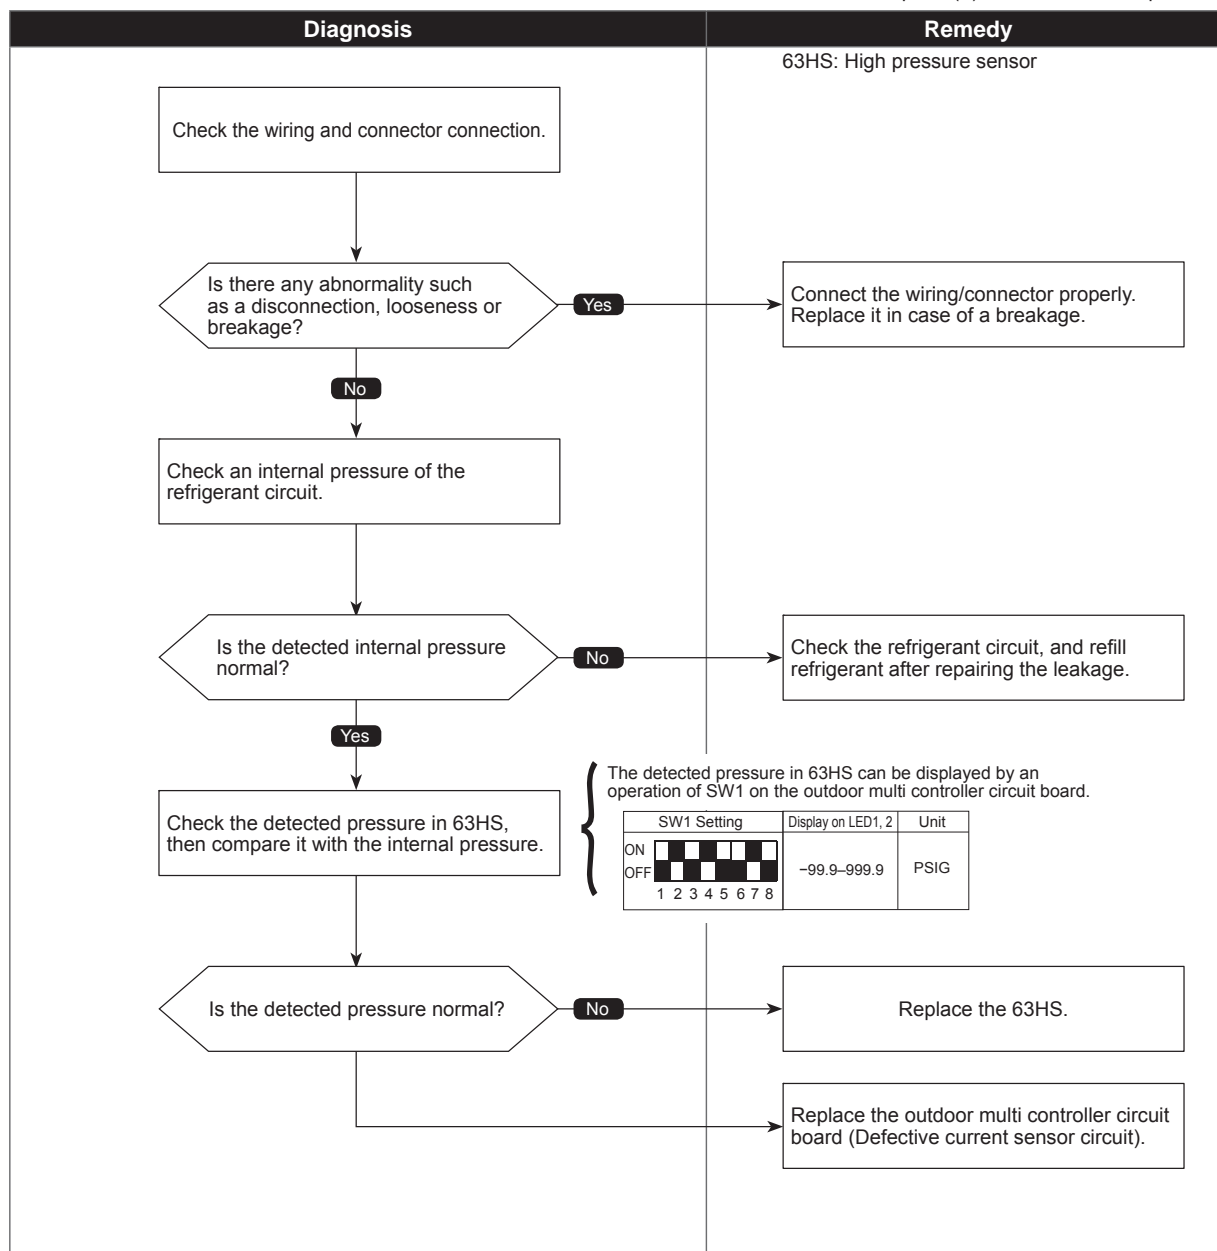 Diagnosis
Remedy
63HS: High pressure sensor
Check the wiring and connector connection.
Is there any abnormality such
as a disconnection, looseness or
breakage?
Yes
Connect the wiring/connector properly.
Replace it in case of a breakage.
No
Check an internal pressure of the
refrigerant circuit.
Is the detected internal pressure
normal?
No
Check the refrigerant circuit, and refill
refrigerant after repairing the leakage.
Yes
The detected pressure in 63HS can be displayed by an
operation of SW1 on the outdoor multi controller circuit board.
Check the detected pressure in 63HS,
then compare it with the internal pressure.
SW1 Setting
Display on LED1, 2
Unit
ON
OFF
1 2 3 4 5 6 7 8
−99.9–999.9
PSIG
Is the detected pressure normal?
No
Replace the 63HS.
Replace the outdoor multi controller circuit
board (Defective current sensor circuit).